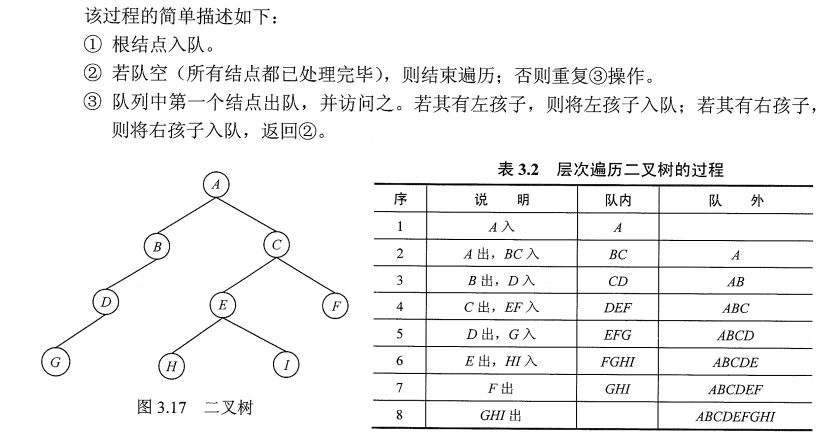 该过程的简单描述如下:
① 根结点入队。
② 若队空(所有结点都已处理完毕),则结束遍历;否则重复③操作。
③ 队列中第一个结点出队,并访问之。若其有左孩子,则将左孩子入队;若其有右孩子,
则将右孩子入队,返回②。
A
B C
D E F
G H I
图 3.17 二叉树
表 3.2 层次遍历二叉树的过程
序 说 明 队内 队 外
1 A 入 A
2 A 出,BC 入 BC A
3 B 出,D 入 CD AB
4 C 出,EF 入 DEF ABC
5 D 出,G 入 EFG ABCD
6 E 出,HI 入 FGHI ABCDE
7 F 出 GHI ABCDEF
8 GHI 出 ABCDEFGHI